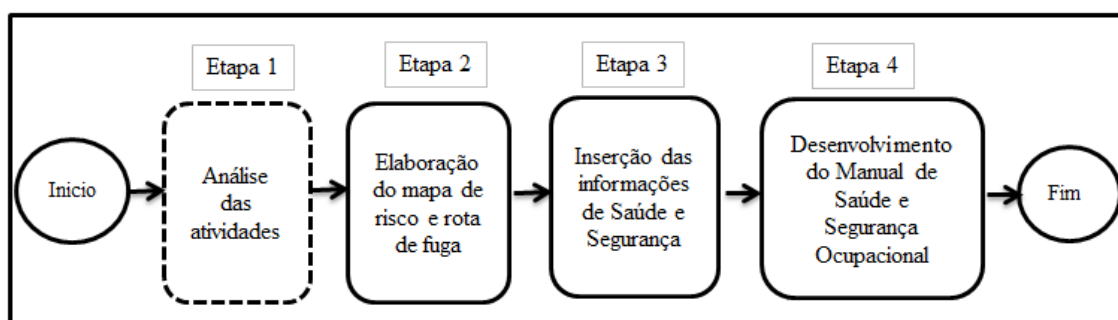 Etapa 1
Etapa 2
Etapa 3
Etapa 4
Inicio
Análise
das
atividades
Elaboração
do mapa de
risco e rota
de fuga
Inserção das
informações
de Saúde e
Segurança
Desenvolvimento
do Manual de
Saúde e
Segurança
Ocupacional
Fim